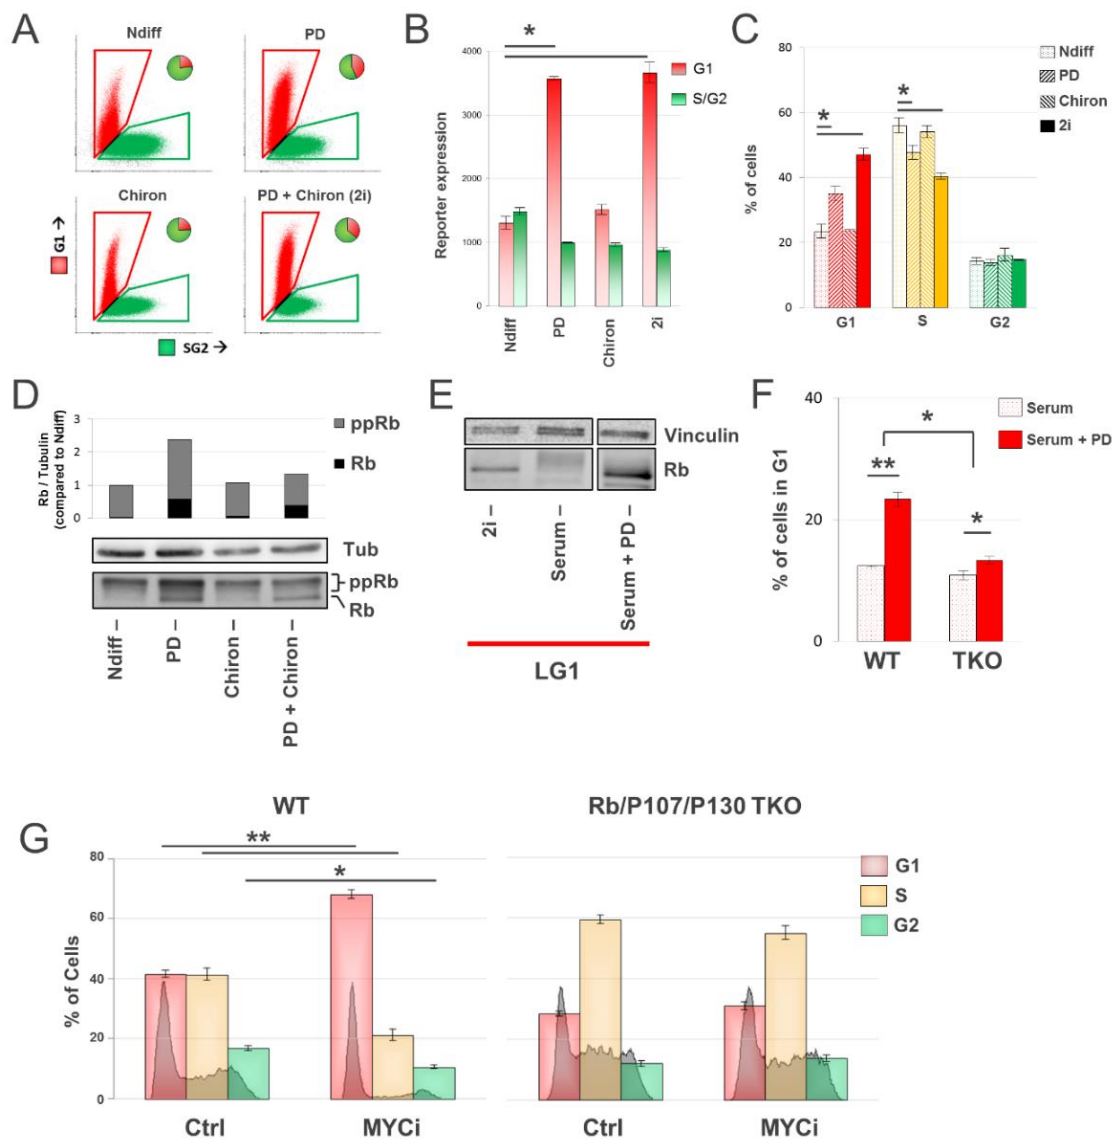 A
Ndiff
PD
Chiron
PD + Chiron (2i)
G1 →
SG2 →
B
*
4000
3000
2000
1000
0
Reporter expression
G1
S/G2
Ndiff
PD
Chiron
2i
C
80
60
40
20
0
% of cells
*
*
Ndiff
PD
Chiron
2i
G1
S
G2
D
3
2
1
0
Rb / Tubulin
(compared to Ndiff)
ppRb
Rb
Tub
ppRb
Rb
Ndiff –
PD –
Chiron –
PD + Chiron –
E
Vinculin
Rb
2i –
Serum –
Serum + PD –
LG1
F
40
20
0
% of cells in G1
Serum
Serum + PD
*
**
*
WT
TKO
G
WT
Rb/P107/P130 TKO
**
*
80
60
40
20
0
% of Cells
G1
S
G2
Ctrl
MYCi
Ctrl
MYCi